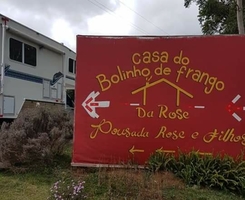 Casa do
Bolinho de frango
Da Rose
Pousada Rose e Filhos